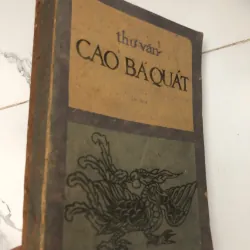 thơ văn
CAO BÁ QUÁT